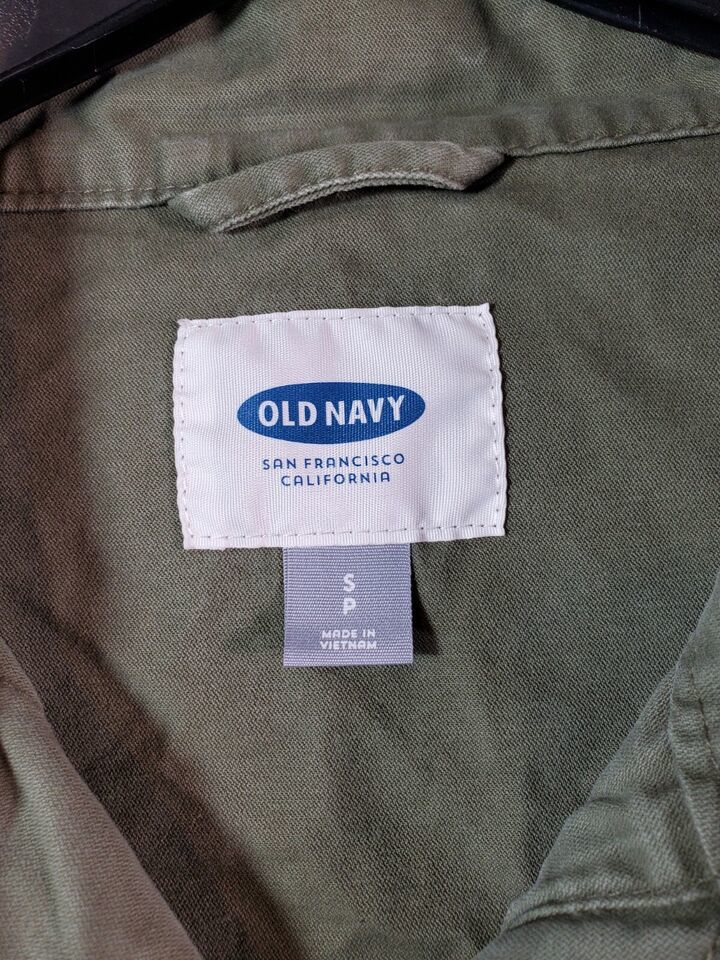 OLD NAVY
SAN FRANCISCO
CALIFORNIA
S
P
MADE IN
VIETNAM